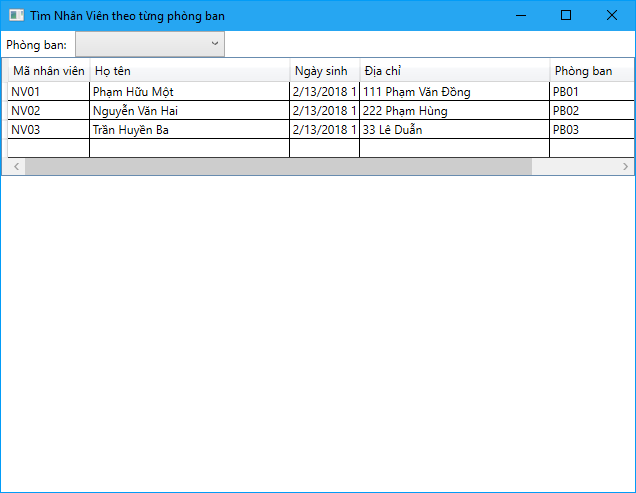 Tìm Nhân Viên theo từng phòng ban
Phòng ban:
Mã nhân viên Họ tên Ngày sinh Địa chỉ Phòng ban
NV01 Phạm Hữu Một 2/13/2018 1 111 Phạm Văn Đồng PB01
NV02 Nguyễn Văn Hai 2/13/2018 1 222 Phạm Hùng PB02
NV03 Trần Huyền Ba 2/13/2018 1 33 Lê Duẫn PB03